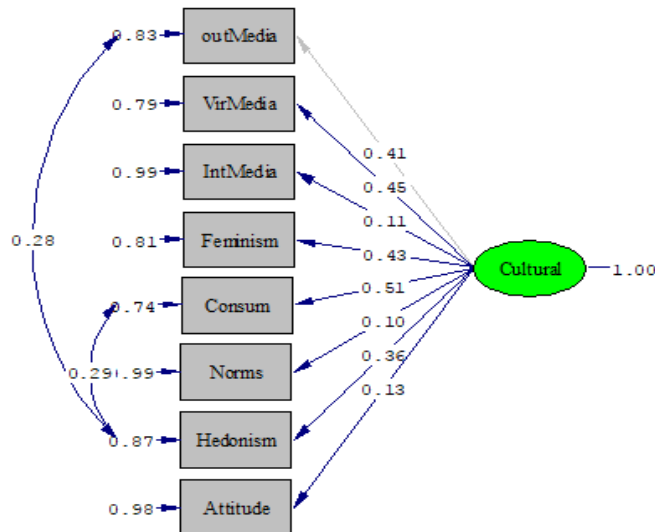 0.83 outMedia
0.79 VirMedia
0.41
0.99 IntMedia
0.45
0.11
0.28 0.81 Feminism 0.43 Cultural 1.00
0.74 Consum 0.51
0.10
0.29 0.99 Norms 0.36
0.13
0.87 Hedonism
0.98 Attitude